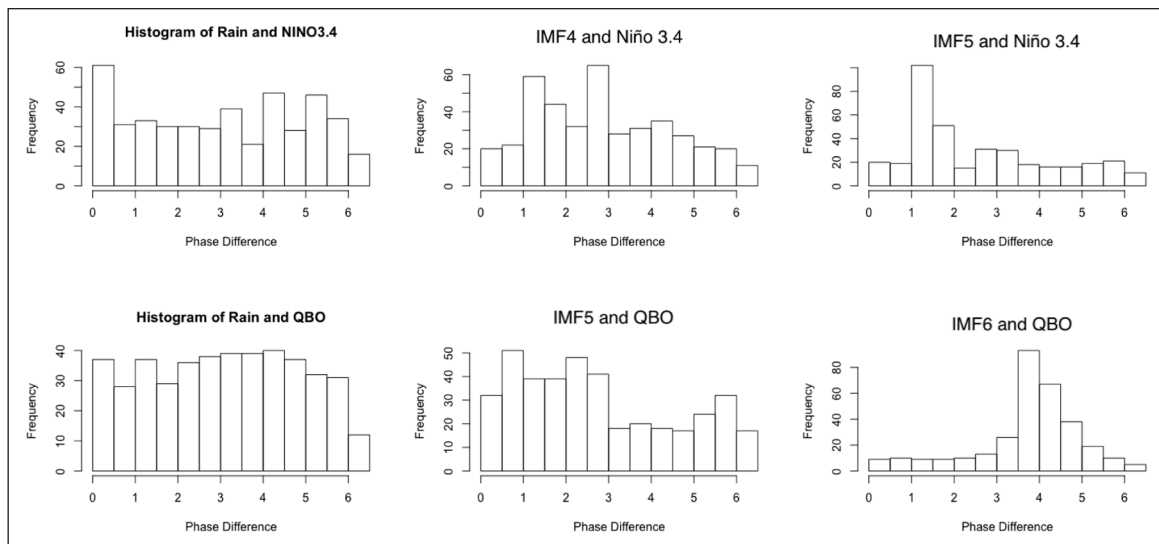 Histogram of Rain and NINO3.4
Frequency
0 20 40 60
0 1 2 3 4 5 6
Phase Difference
IMF4 and Niño 3.4
Frequency
0 20 40 60
0 1 2 3 4 5 6
Phase Difference
IMF5 and Niño 3.4
Frequency
0 20 40 60 80
0 1 2 3 4 5 6
Phase Difference
Histogram of Rain and QBO
Frequency
0 10 20 30 40
0 1 2 3 4 5 6
Phase Difference
IMF5 and QBO
Frequency
0 10 20 30 40 50
0 1 2 3 4 5 6
Phase Difference
IMF6 and QBO
Frequency
0 20 40 60 80
0 1 2 3 4 5 6
Phase Difference